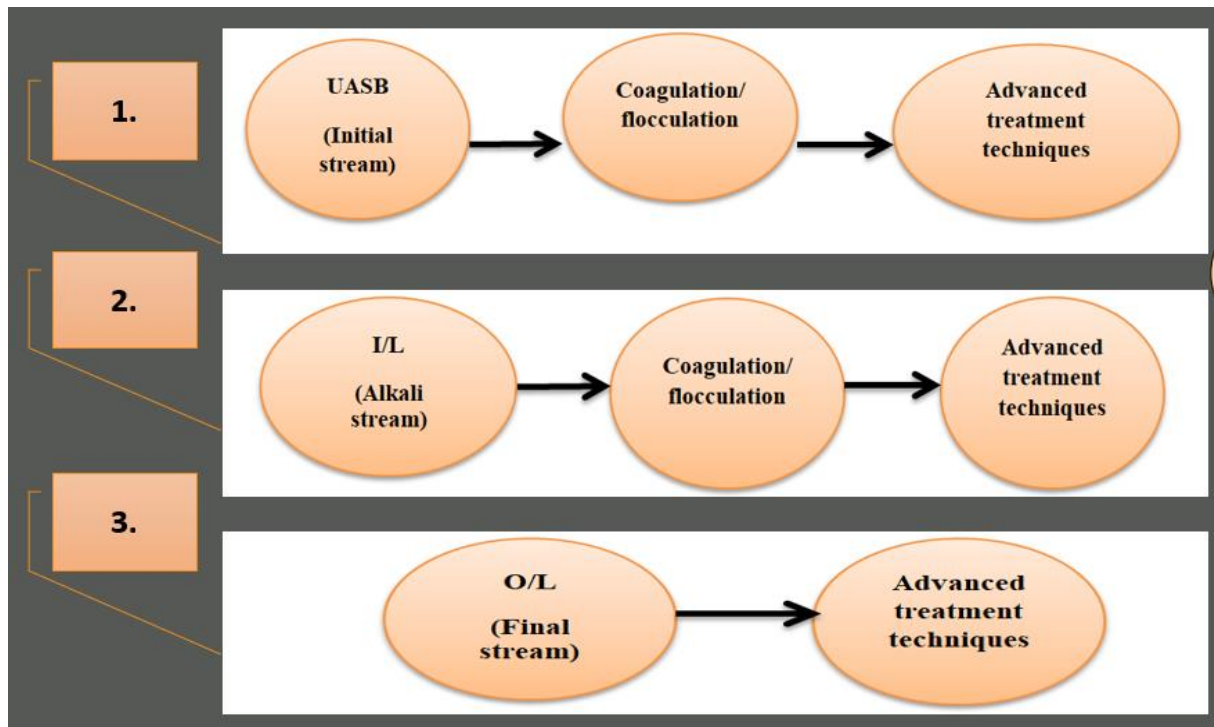 1.
UASB
(Initial
stream)
Coagulation/
flocculation
Advanced
treatment
techniques
2.
I/L
(Alkali
stream)
Coagulation/
flocculation
Advanced
treatment
techniques
3.
O/L
(Final
stream)
Advanced
treatment
techniques